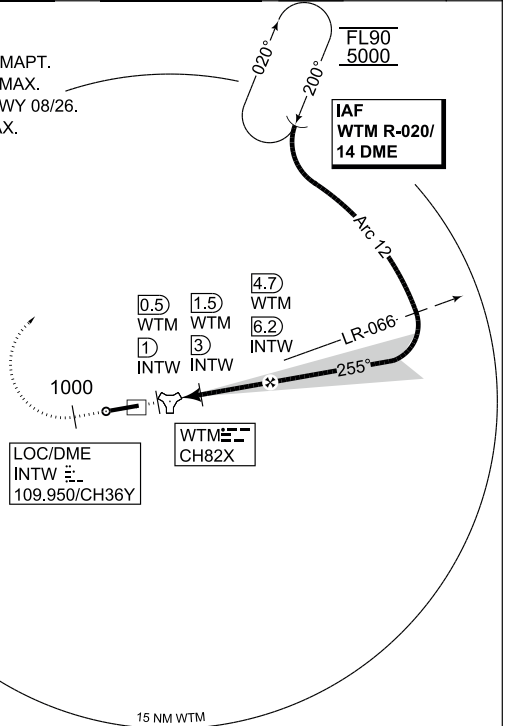 MAPT.
MAX.
WY 08/26.
AX.
020°
200°
FL90
5000
IAF
WTM R-020/
14 DME
Arc 12
LR-066
255°
4.7
WTM
6.2
INTW
1.5
WTM
3
INTW
0.5
WTM
1
INTW
1000
WTM
CH82X
LOC/DME
INTW
109.950/CH36Y
15 NM WTM